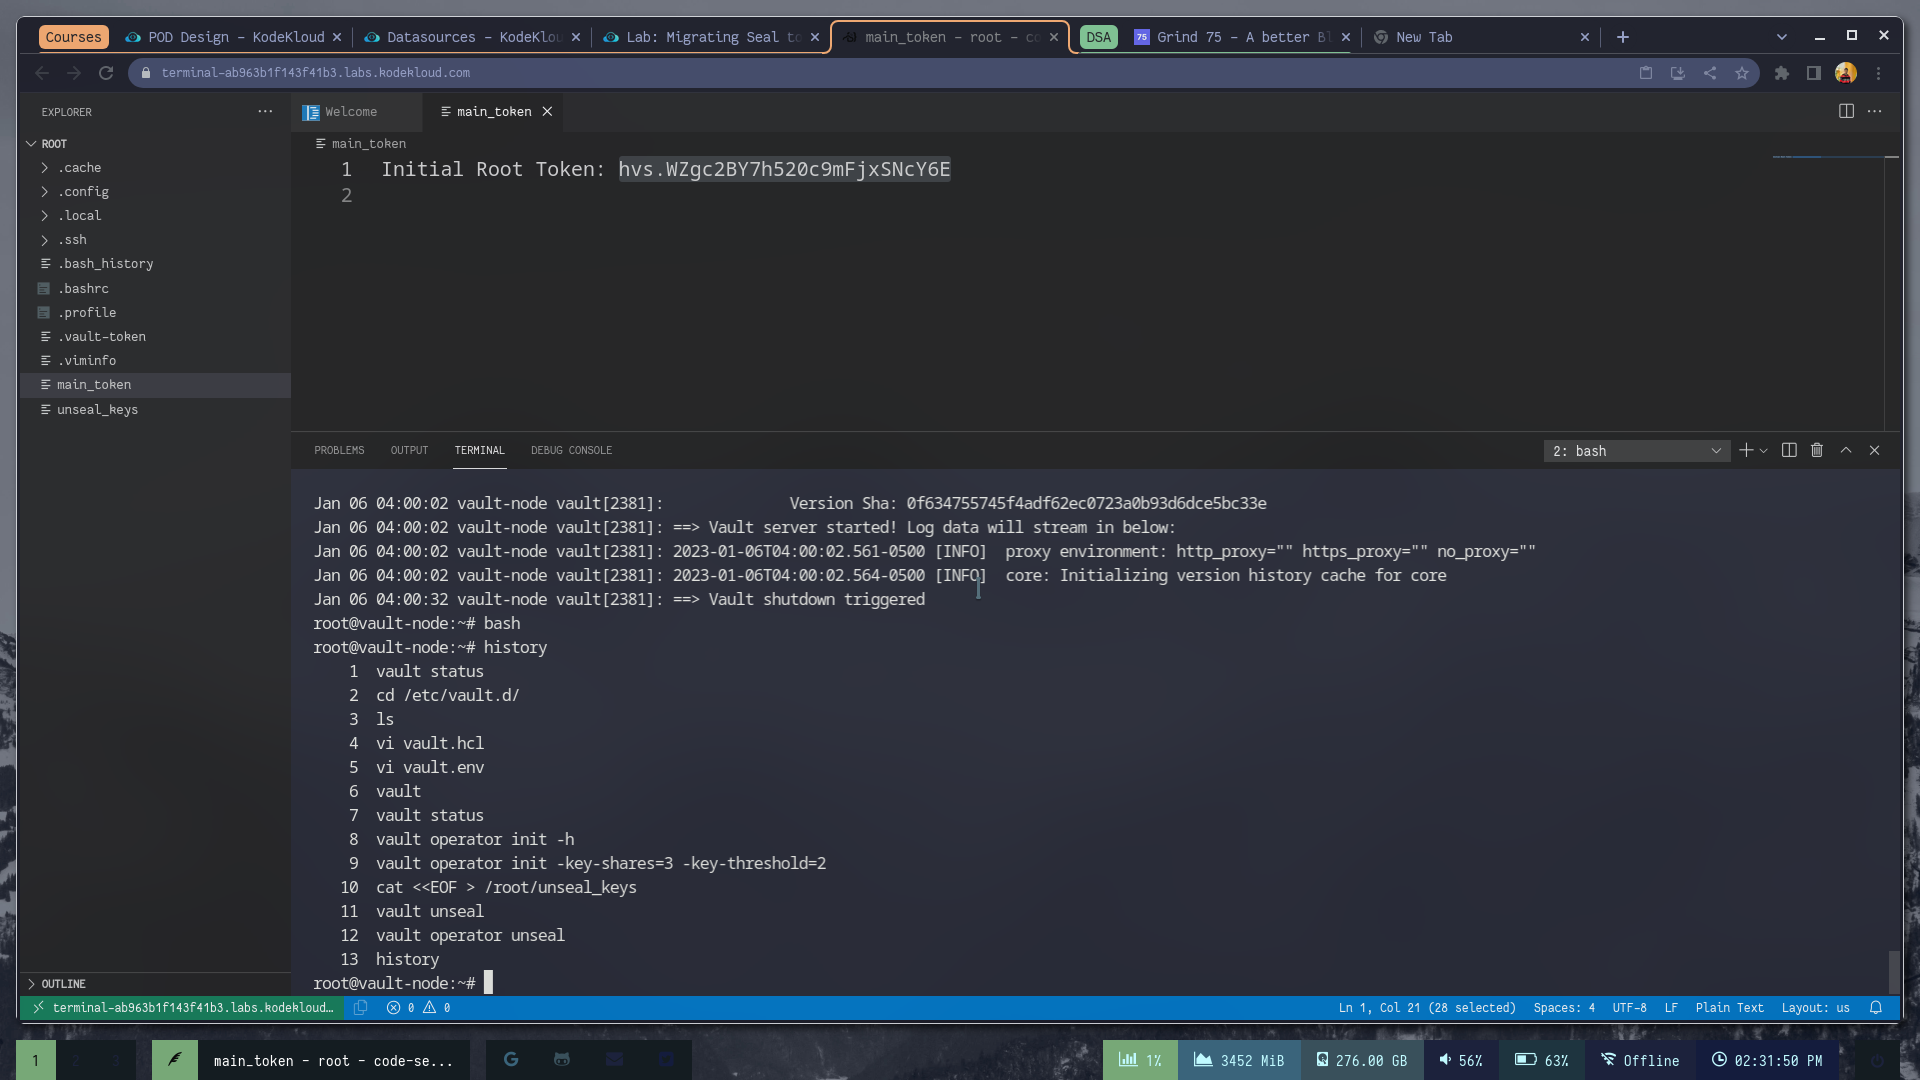 Courses
POD Design – KodeKloud
Datasources – KodeKlou
Lab: Migrating Seal to
main_token – root – co
DSA
75
Grind 75 – A better Bl
New Tab
terminal-ab963b1f143f41b3.labs.kodekloud.com
EXPLORER
ROOT
.cache
.config
.local
.ssh
.bash_history
.bashrc
.profile
.vault-token
.viminfo
main_token
unseal_keys
OUTLINE
Welcome
main_token
main_token
1 Initial Root Token: hvs.WZgc2BY7h520c9mFjxSNcY6E
2
PROBLEMS OUTPUT TERMINAL DEBUG CONSOLE
2: bash
Jan 06 04:00:02 vault-node vault[2381]: Version Sha: 0f634755745f4adf62ec0723a0b93d6dce5bc33e
Jan 06 04:00:02 vault-node vault[2381]: ==> Vault server started! Log data will stream in below:
Jan 06 04:00:02 vault-node vault[2381]: 2023-01-06T04:00:02.561-0500 [INFO]  proxy environment: http_proxy="" https_proxy="" no_proxy=""
Jan 06 04:00:02 vault-node vault[2381]: 2023-01-06T04:00:02.564-0500 [INFO]  core: Initializing version history cache for core
Jan 06 04:00:32 vault-node vault[2381]: ==> Vault shutdown triggered
root@vault-node:~# bash
root@vault-node:~# history
1 vault status
2 cd /etc/vault.d/
3 ls
4 vi vault.hcl
5 vi vault.env
6 vault
7 vault status
8 vault operator init -h
9 vault operator init -key-shares=3 -key-threshold=2
10 cat <<EOF > /root/unseal_keys
11 vault unseal
12 vault operator unseal
13 history
root@vault-node:~#
terminal-ab963b1f143f41b3.labs.kodekloud... 0 0
Ln 1, Col 21 (28 selected) Spaces: 4 UTF-8 LF Plain Text Layout: us
1 2 3
main_token – root – code-se...
1% 3452 MiB 276.00 GB 56% 63% Offline 02:31:50 PM